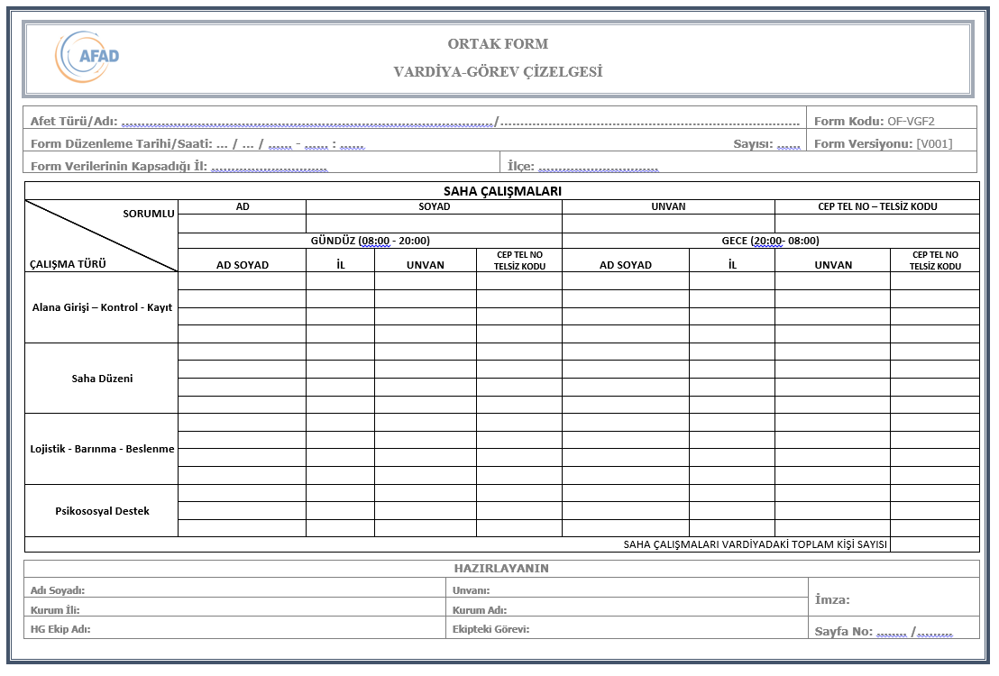 AFAD
ORTAK FORM
VARDİYA-GÖREV ÇİZELGESİ
Afet Türü/Adı: ............................................................/............................................................
Form Kodu: OF-VGF2
Form Düzenleme Tarihi/Saati: ... / ... / ...... - ...... : ......
Sayısı: ......
Form Versiyonu: [V001]
Form Verilerinin Kapsadığı İl: ..............................
İlçe: ..............................
SAHA ÇALIŞMALARI
SORUMLU
ÇALIŞMA TÜRÜ
AD SOYAD UNVAN CEP TEL NO – TELSİZ KODU
GÜNDÜZ (08:00 - 20:00) GECE (20:00- 08:00)
AD SOYAD İL UNVAN CEP TEL NO
TELSİZ KODU
AD SOYAD İL UNVAN CEP TEL NO
TELSİZ KODU
Alana Girişi – Kontrol - Kayıt
Saha Düzeni
Lojistik - Barınma - Beslenme
Psikososyal Destek
SAHA ÇALIŞMALARI VARDİYADAKİ TOPLAM KİŞİ SAYISI
HAZIRLAYANIN
Adı Soyadı:
Unvanı:
İmza:
Kurum İli:
Kurum Adı:
HG Ekip Adı:
Ekipteki Görevi:
Sayfa No: ........ /.........